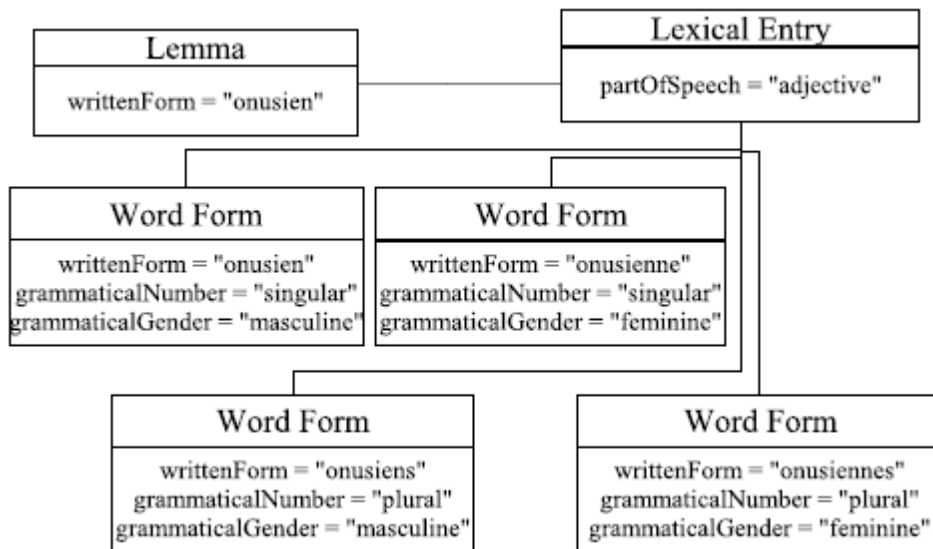 Lemma
writtenForm = "onusien"
Lexical Entry
partOfSpeech = "adjective"
Word Form
writtenForm = "onusien"
grammaticalNumber = "singular"
grammaticalGender = "masculine"
Word Form
writtenForm = "onusienne"
grammaticalNumber = "singular"
grammaticalGender = "feminine"
Word Form
writtenForm = "onusiens"
grammaticalNumber = "plural"
grammaticalGender = "masculine"
Word Form
writtenForm = "onusiennes"
grammaticalNumber = "plural"
grammaticalGender = "feminine"